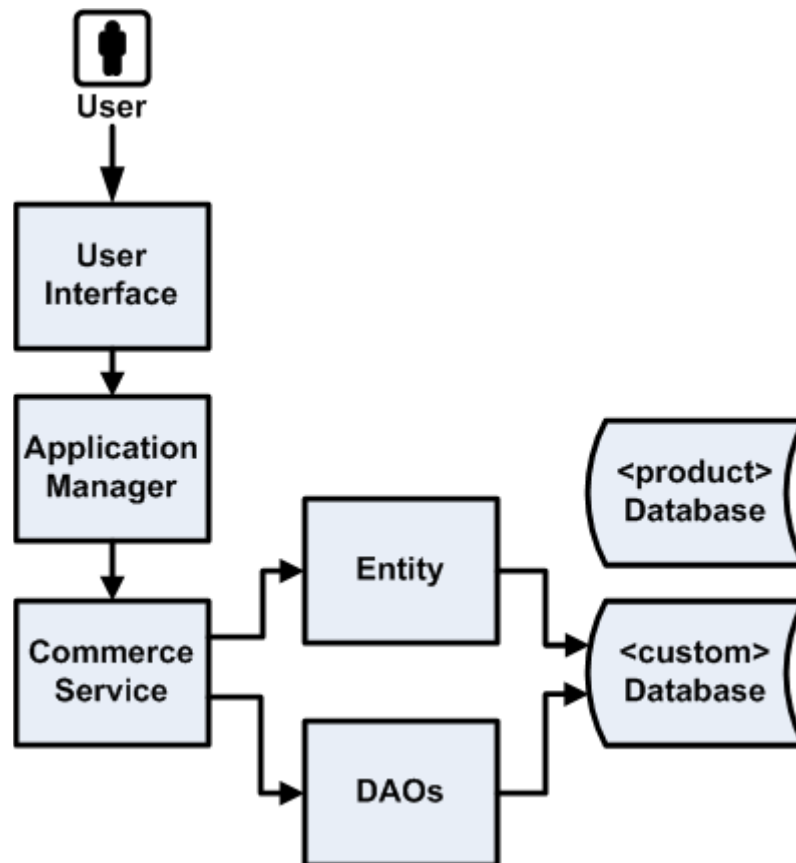 User
User
Interface
Application
Manager
Commerce
Service
Entity
DAOs
<product>
Database
<custom>
Database